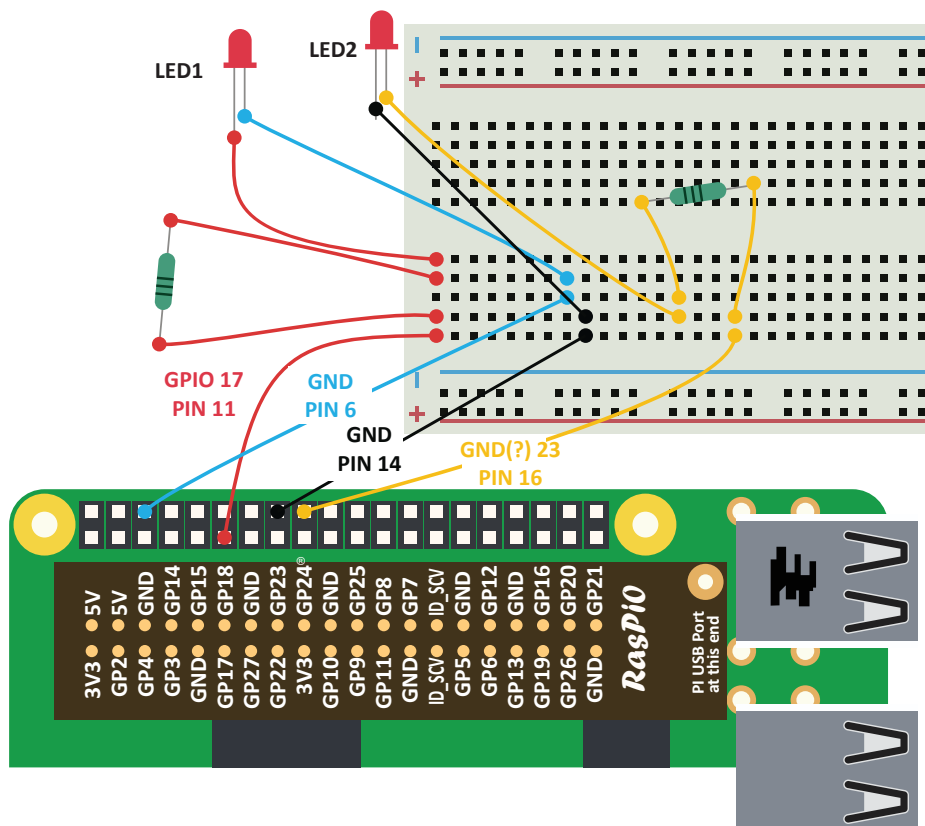 LED1
LED2
GPIO 17
PIN 11
GND
PIN 6
GND
PIN 14
GND(?) 23
PIN 16
5V
5V
GND
GP14
GP15
GP18
GND
GP23
GP24®
GND
GP25
GP8
GP7
ID_SCV
GND
GP12
GND
GP16
GP20
GP21
3V3
GP2
GP4
GP3
GND
GP17
GP27
GP22
3V3
GP10
GP9
GP11
GND
ID_SCV
GP5
GP6
GP13
GP19
GP26
GND
RasPiO
PI USB Port
at this end